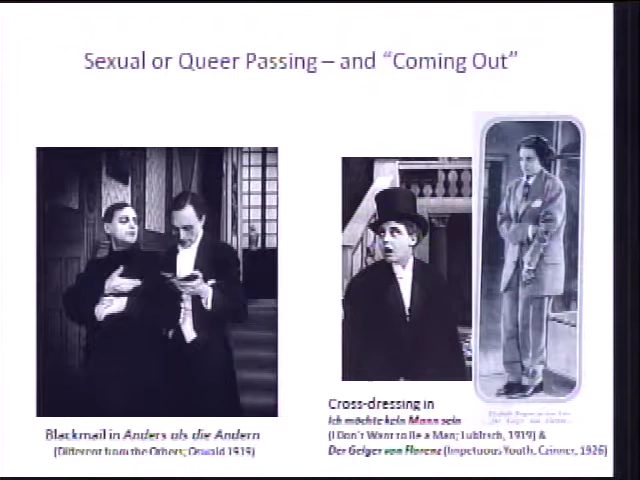 Sexual or Queer Passing – and "Coming Out"
Blackmail in Anders als die Andern
(Different from the Others; Oswald 1919)
Cross-dressing in
Ich möchte kein Mann sein
(I Don't Want to Be a Man; Lubitsch, 1919) &
Der Geiger von Florenz (Impetuous Youth, Czinner, 1926)